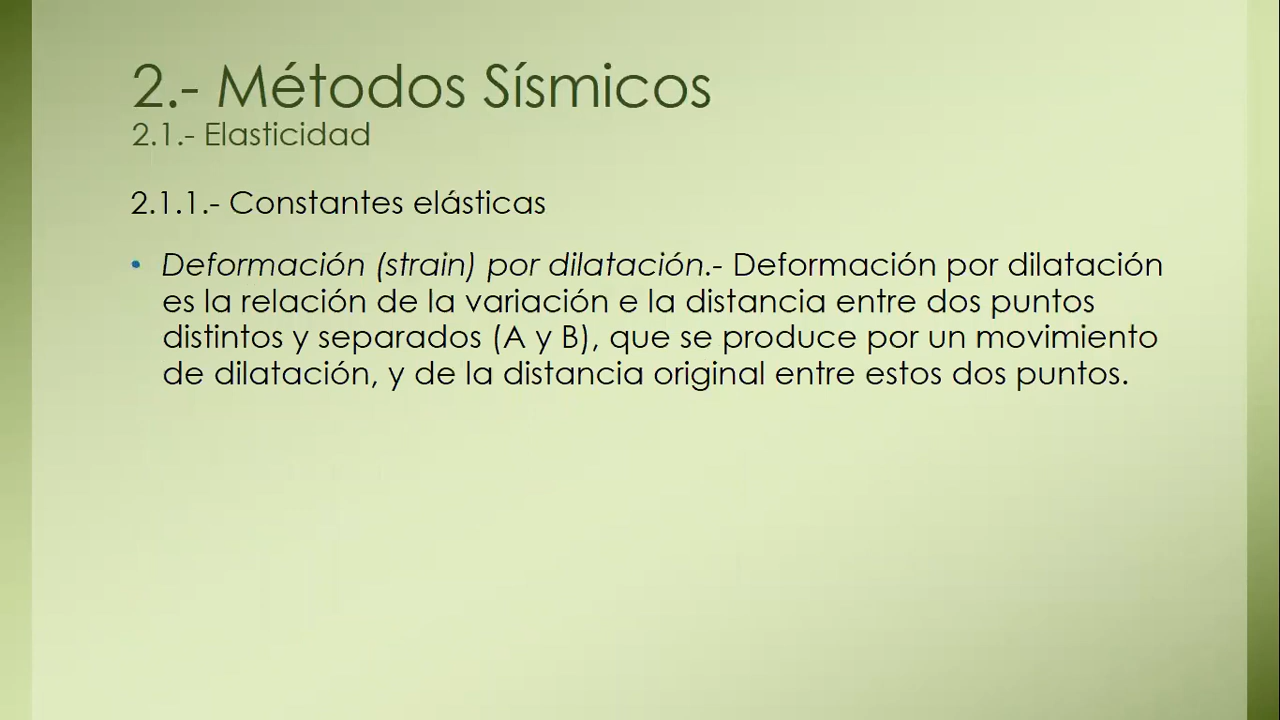 2.- Métodos Sísmicos
2.1.- Elasticidad
2.1.1.- Constantes elásticas
• Deformación (strain) por dilatación.- Deformación por dilatación
es la relación de la variación e la distancia entre dos puntos
distintos y separados (A y B), que se produce por un movimiento
de dilatación, y de la distancia original entre estos dos puntos.